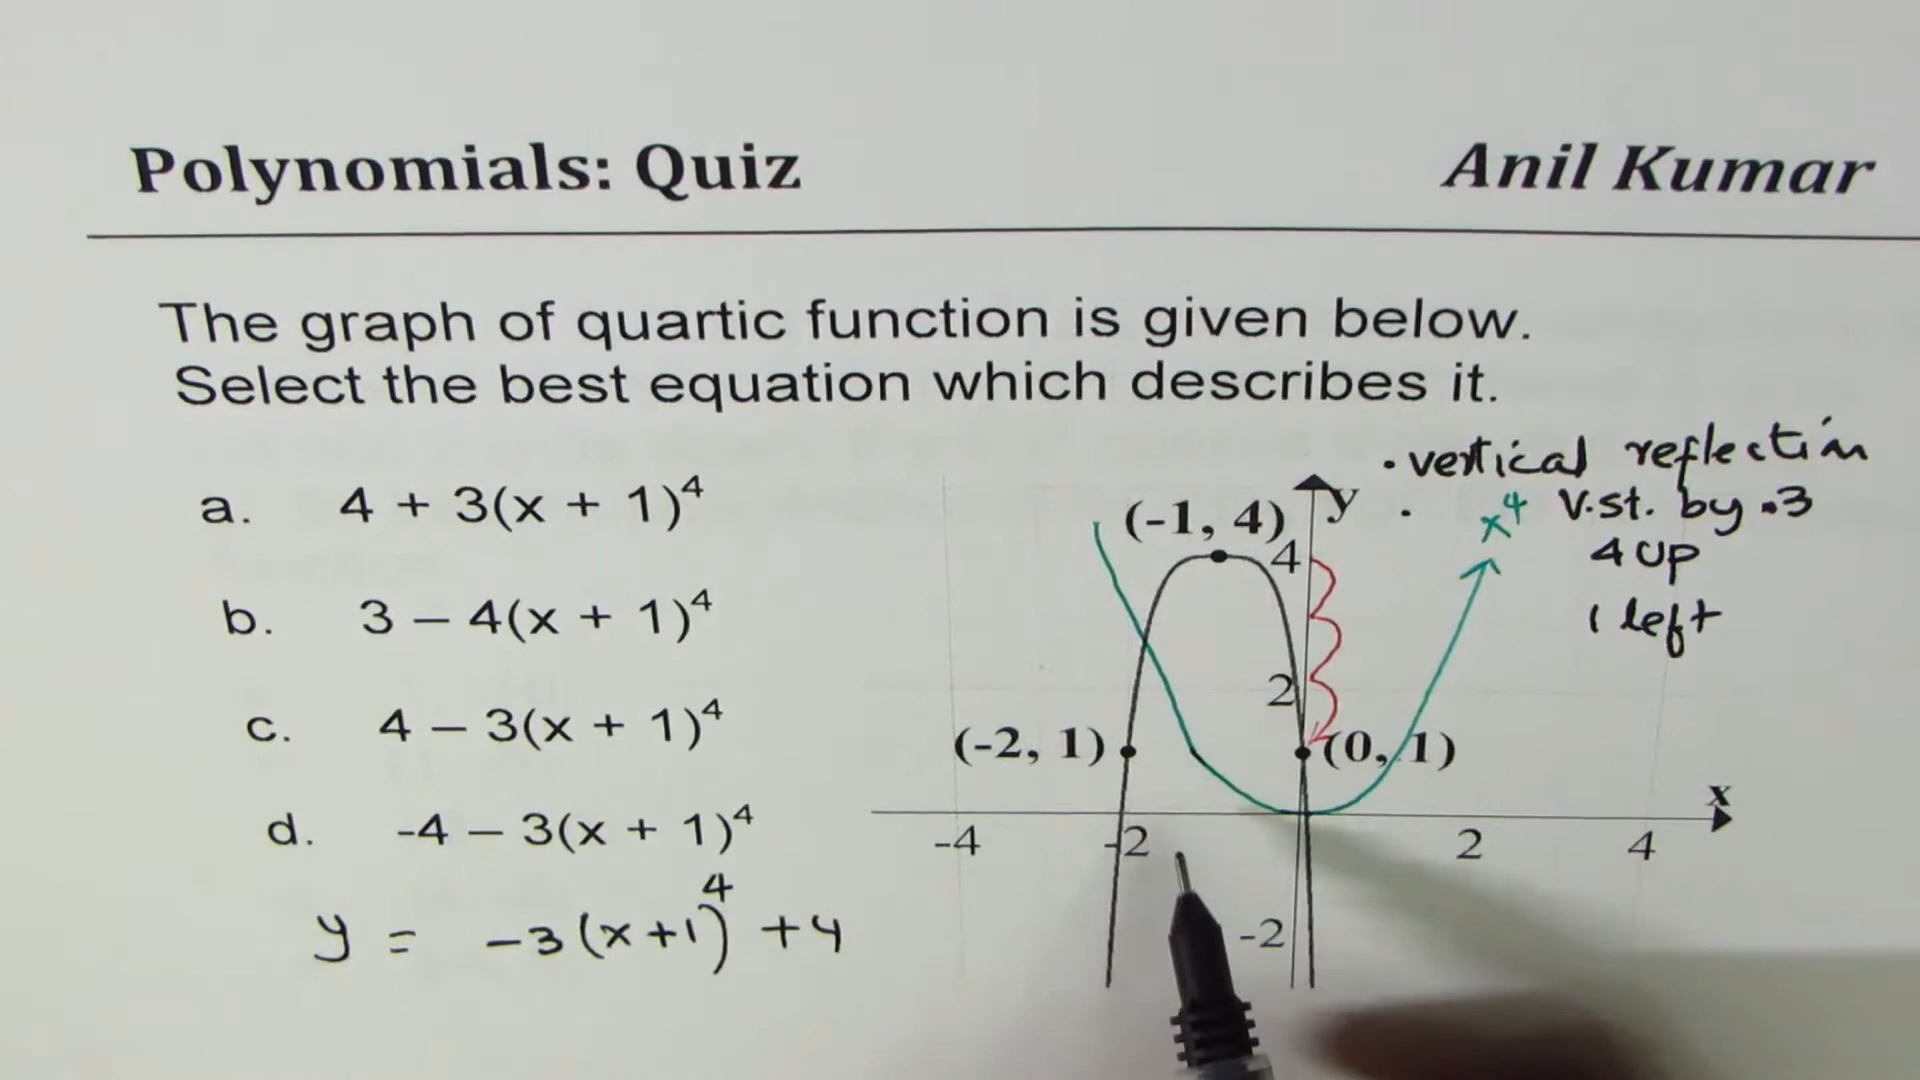 Polynomials: Quiz
Anil Kumar
The graph of quartic function is given below.
Select the best equation which describes it.
a. 4 + 3(x + 1)⁴
b. 3 – 4(x + 1)⁴
c. 4 – 3(x + 1)⁴
d. -4 – 3(x + 1)⁴
y = -3(x+1)⁴ +4
• vertical reflection
• V.st. by 3
4 up
1 left
x⁴
y
(-1, 4)
4
2
(-2, 1)
(0, 1)
x
-4
-2
2
4
-2